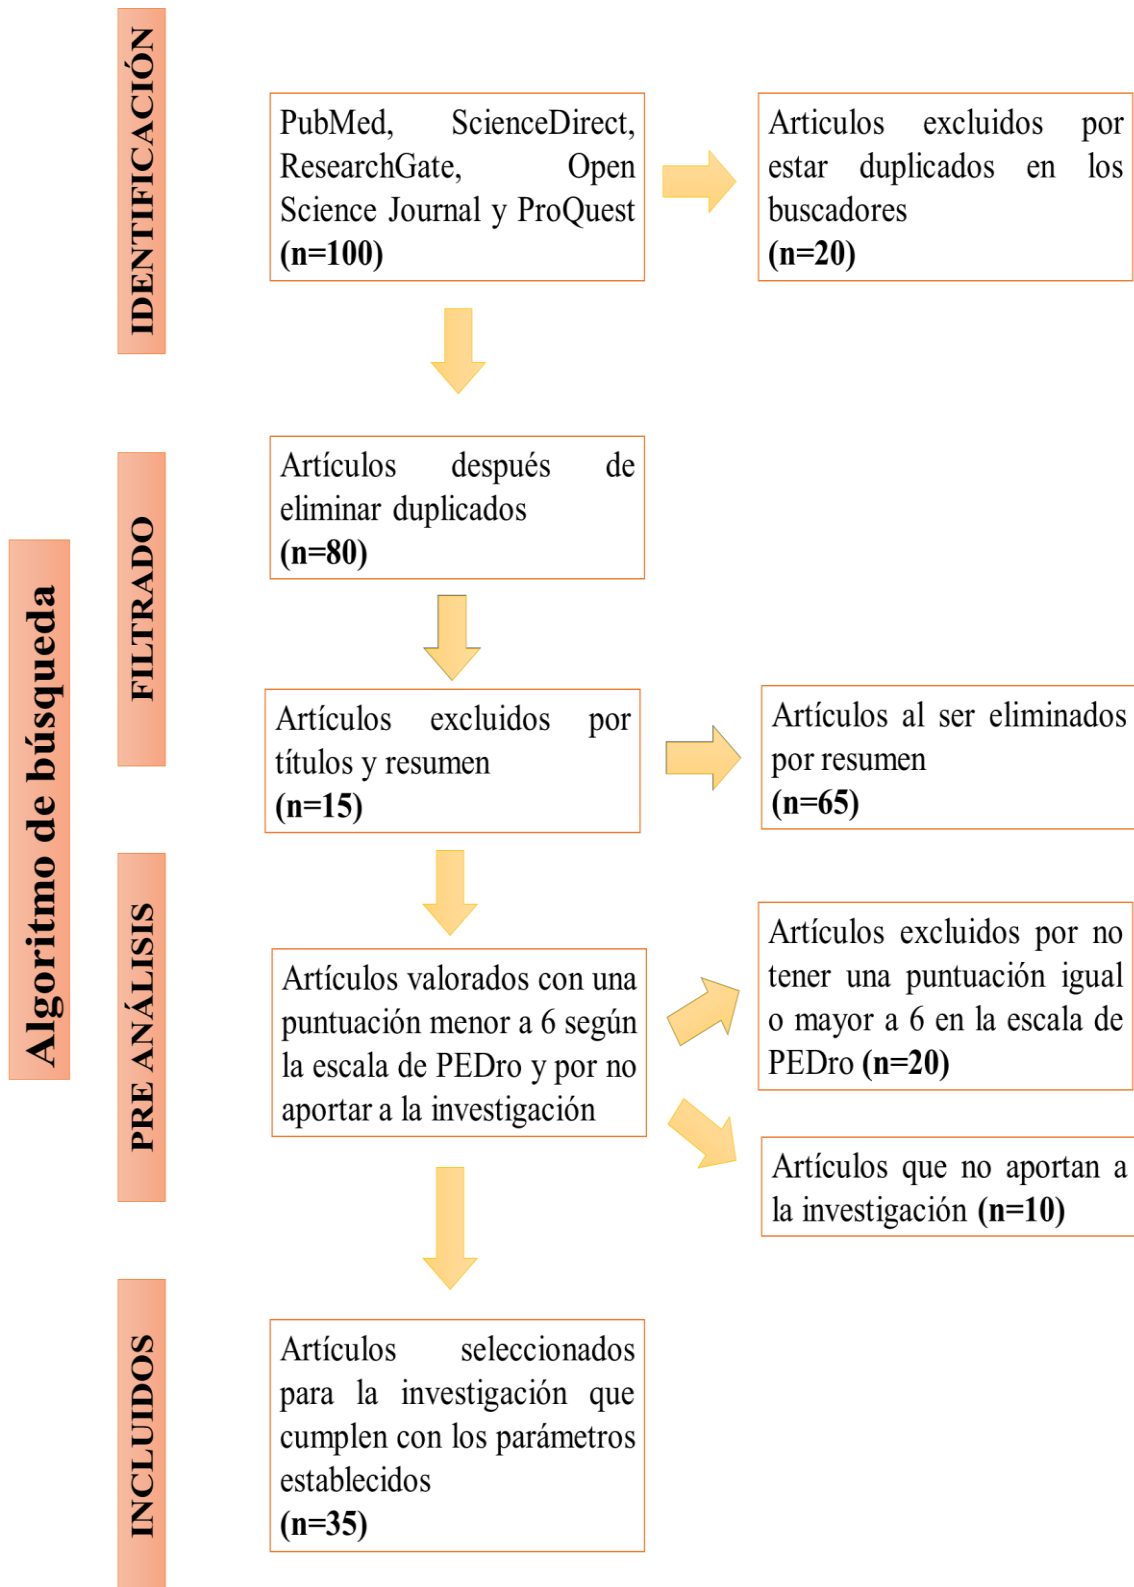 Algoritmo de búsqueda
IDENTIFICACIÓN
PubMed, ScienceDirect,
ResearchGate, Open
Science Journal y ProQuest
(n=100)
Articulos excluidos por
estar duplicados en los
buscadores
(n=20)
FILTRADO
Artículos después de
eliminar duplicados
(n=80)
Artículos excluidos por
títulos y resumen
(n=15)
Artículos al ser eliminados
por resumen
(n=65)
PRE ANÁLISIS
Artículos valorados con una
puntuación menor a 6 según
la escala de PEDro y por no
aportar a la investigación
Artículos excluidos por no
tener una puntuación igual
o mayor a 6 en la escala de
PEDro (n=20)
Artículos que no aportan a
la investigación (n=10)
INCLUIDOS
Artículos seleccionados
para la investigación que
cumplen con los parámetros
establecidos
(n=35)